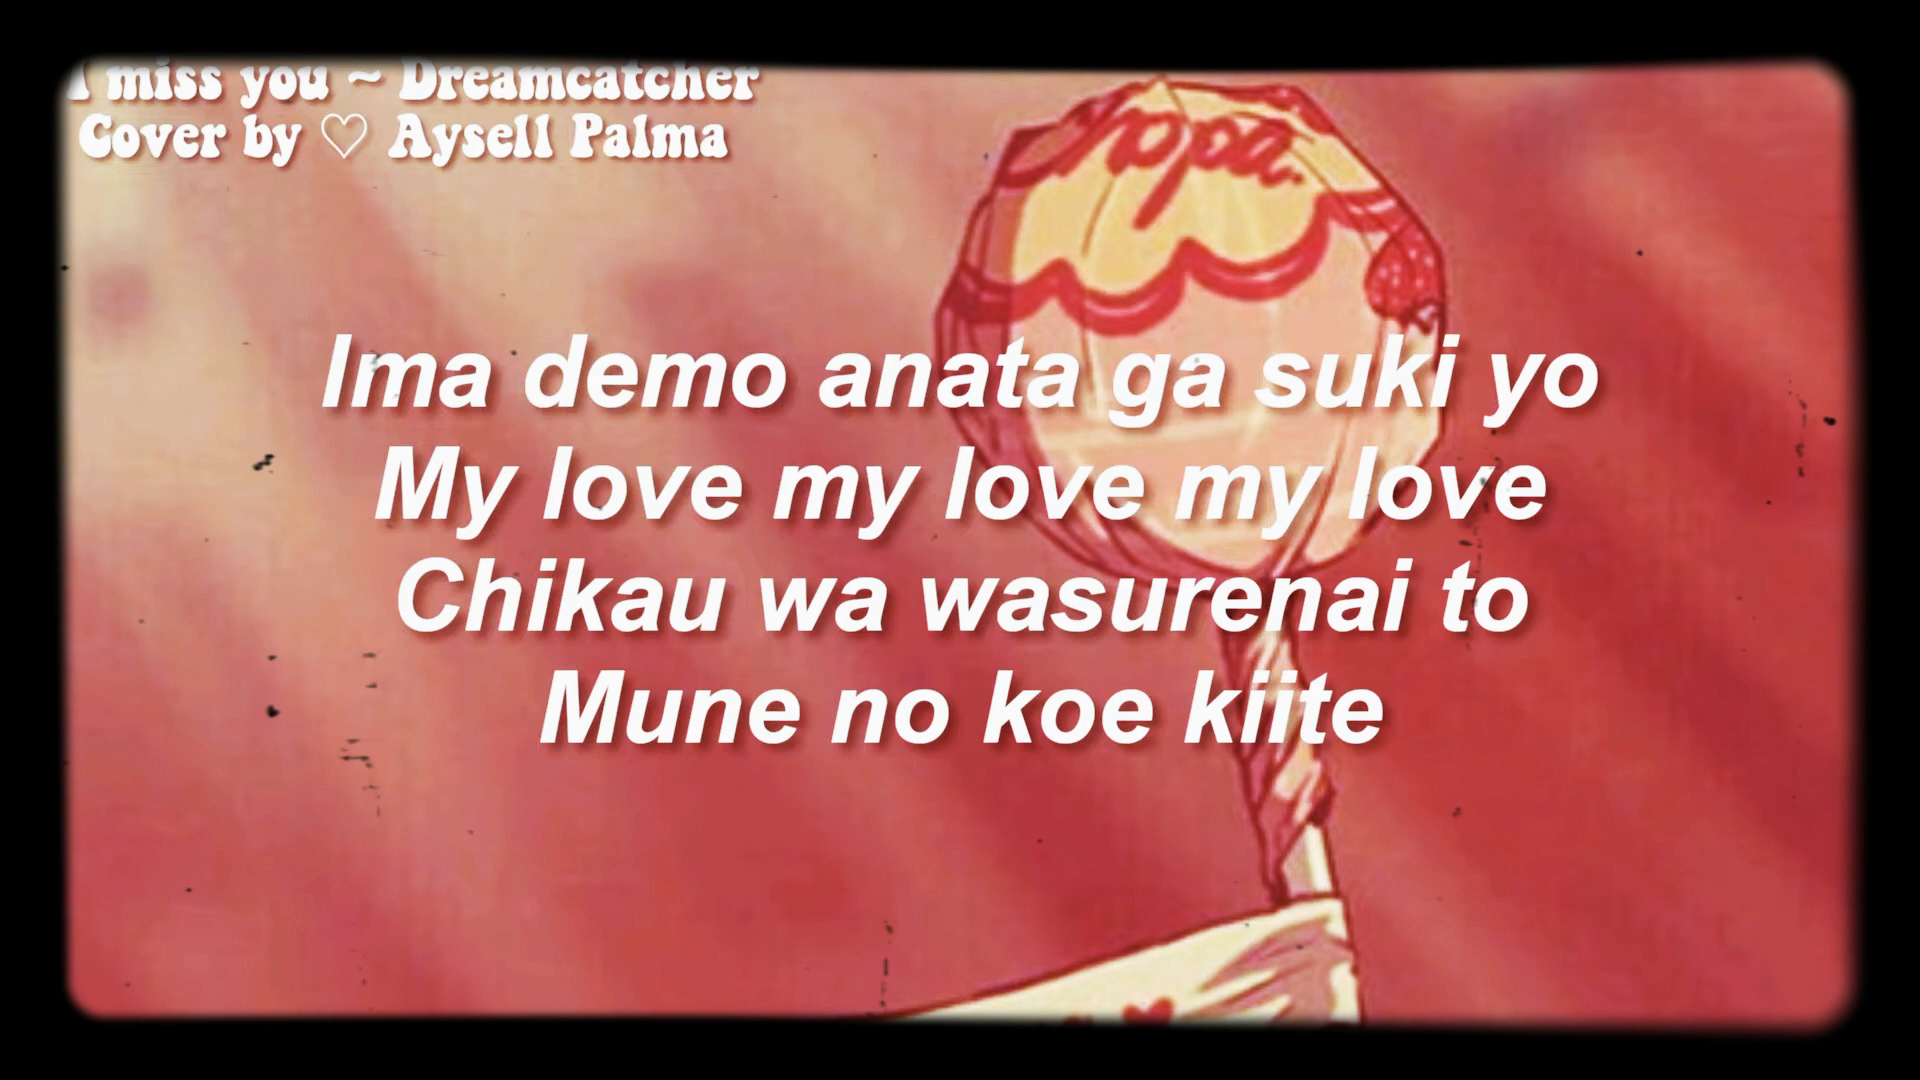 I miss you ~ Dreamcatcher
Cover by ♡ Aysell Palma
hopa
Ima demo anata ga suki yo
My love my love my love
Chikau wa wasurenai to
Mune no koe kiite